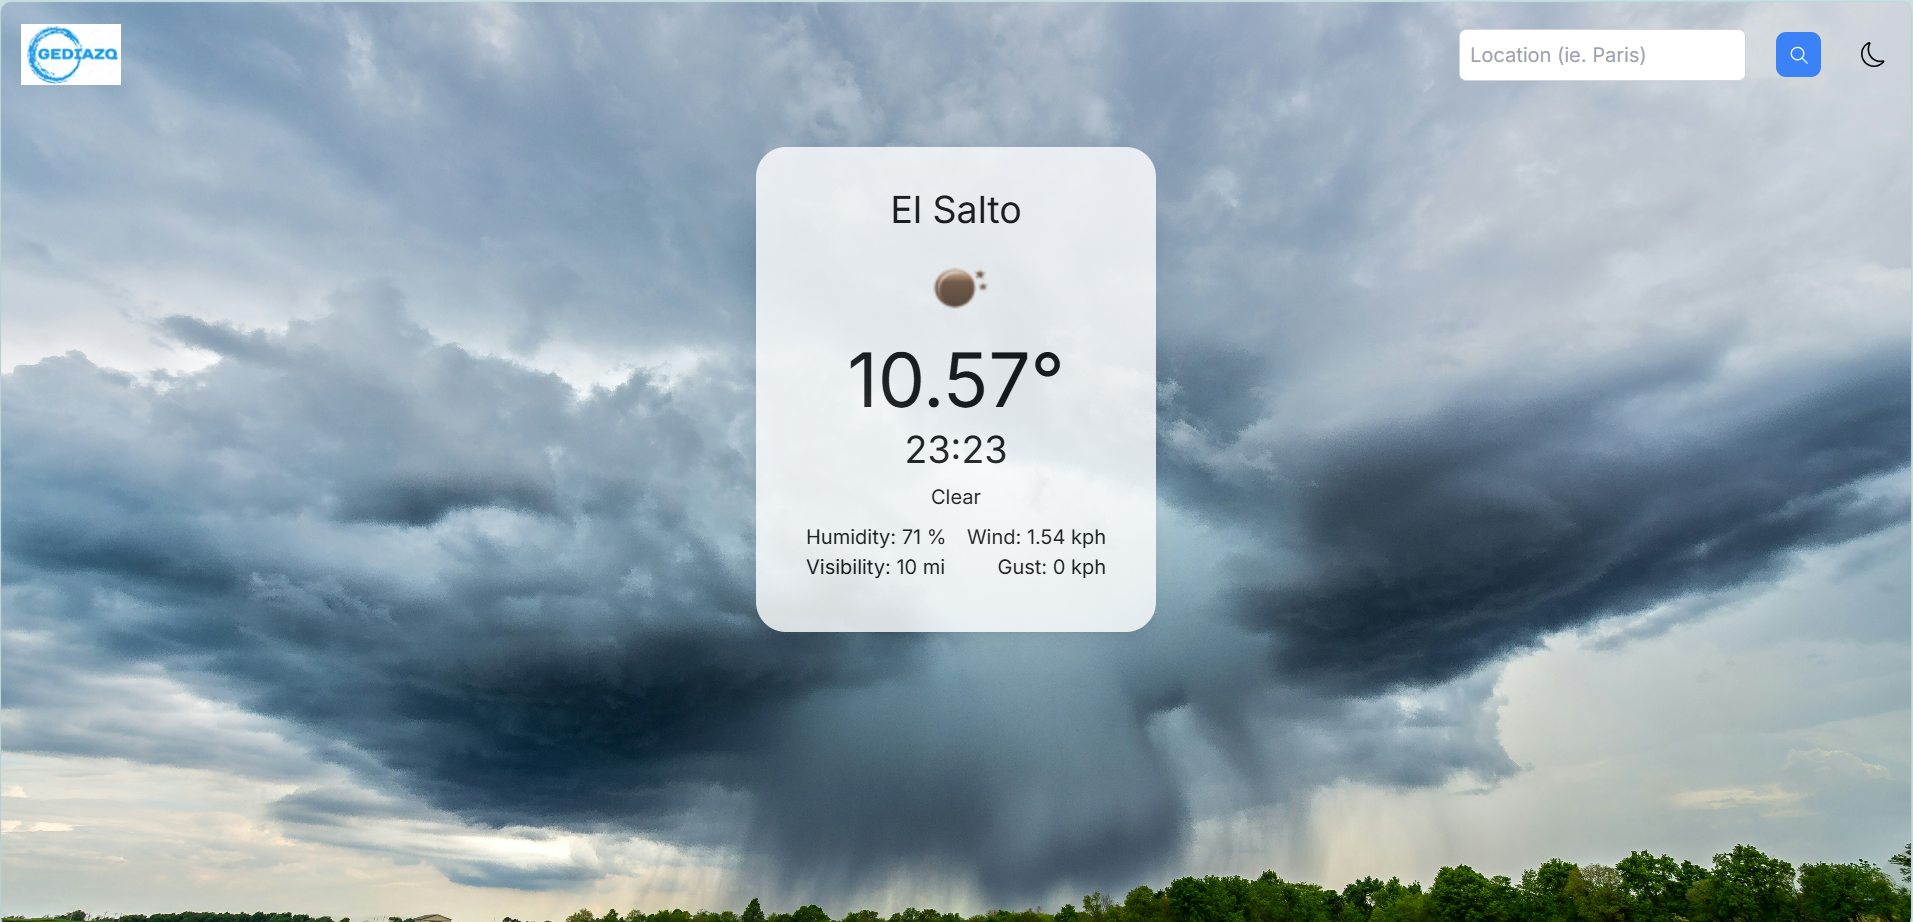 GEDIAZQ
Location (ie. Paris)
El Salto
10.57°
23:23
Clear
Humidity: 71 % Wind: 1.54 kph
Visibility: 10 mi Gust: 0 kph